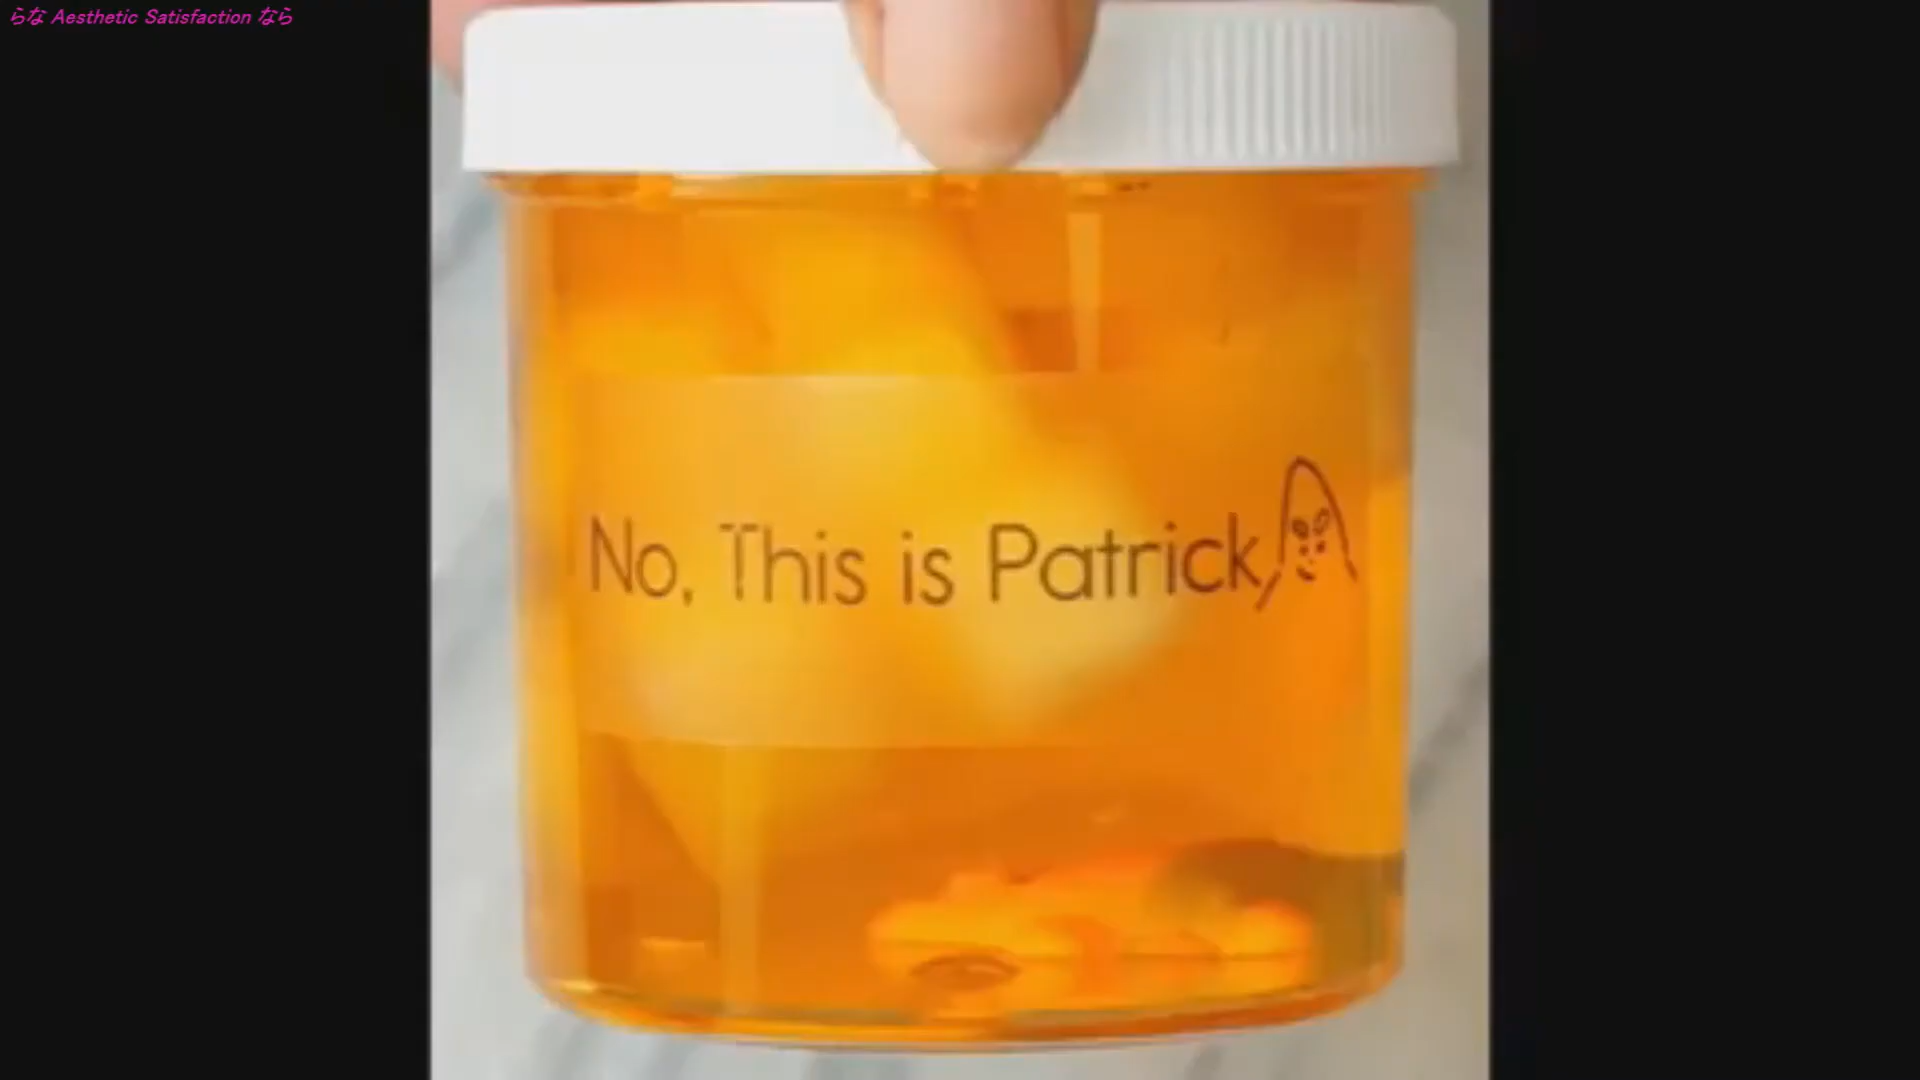 らな Aesthetic Satisfaction なら
No, This is Patrick